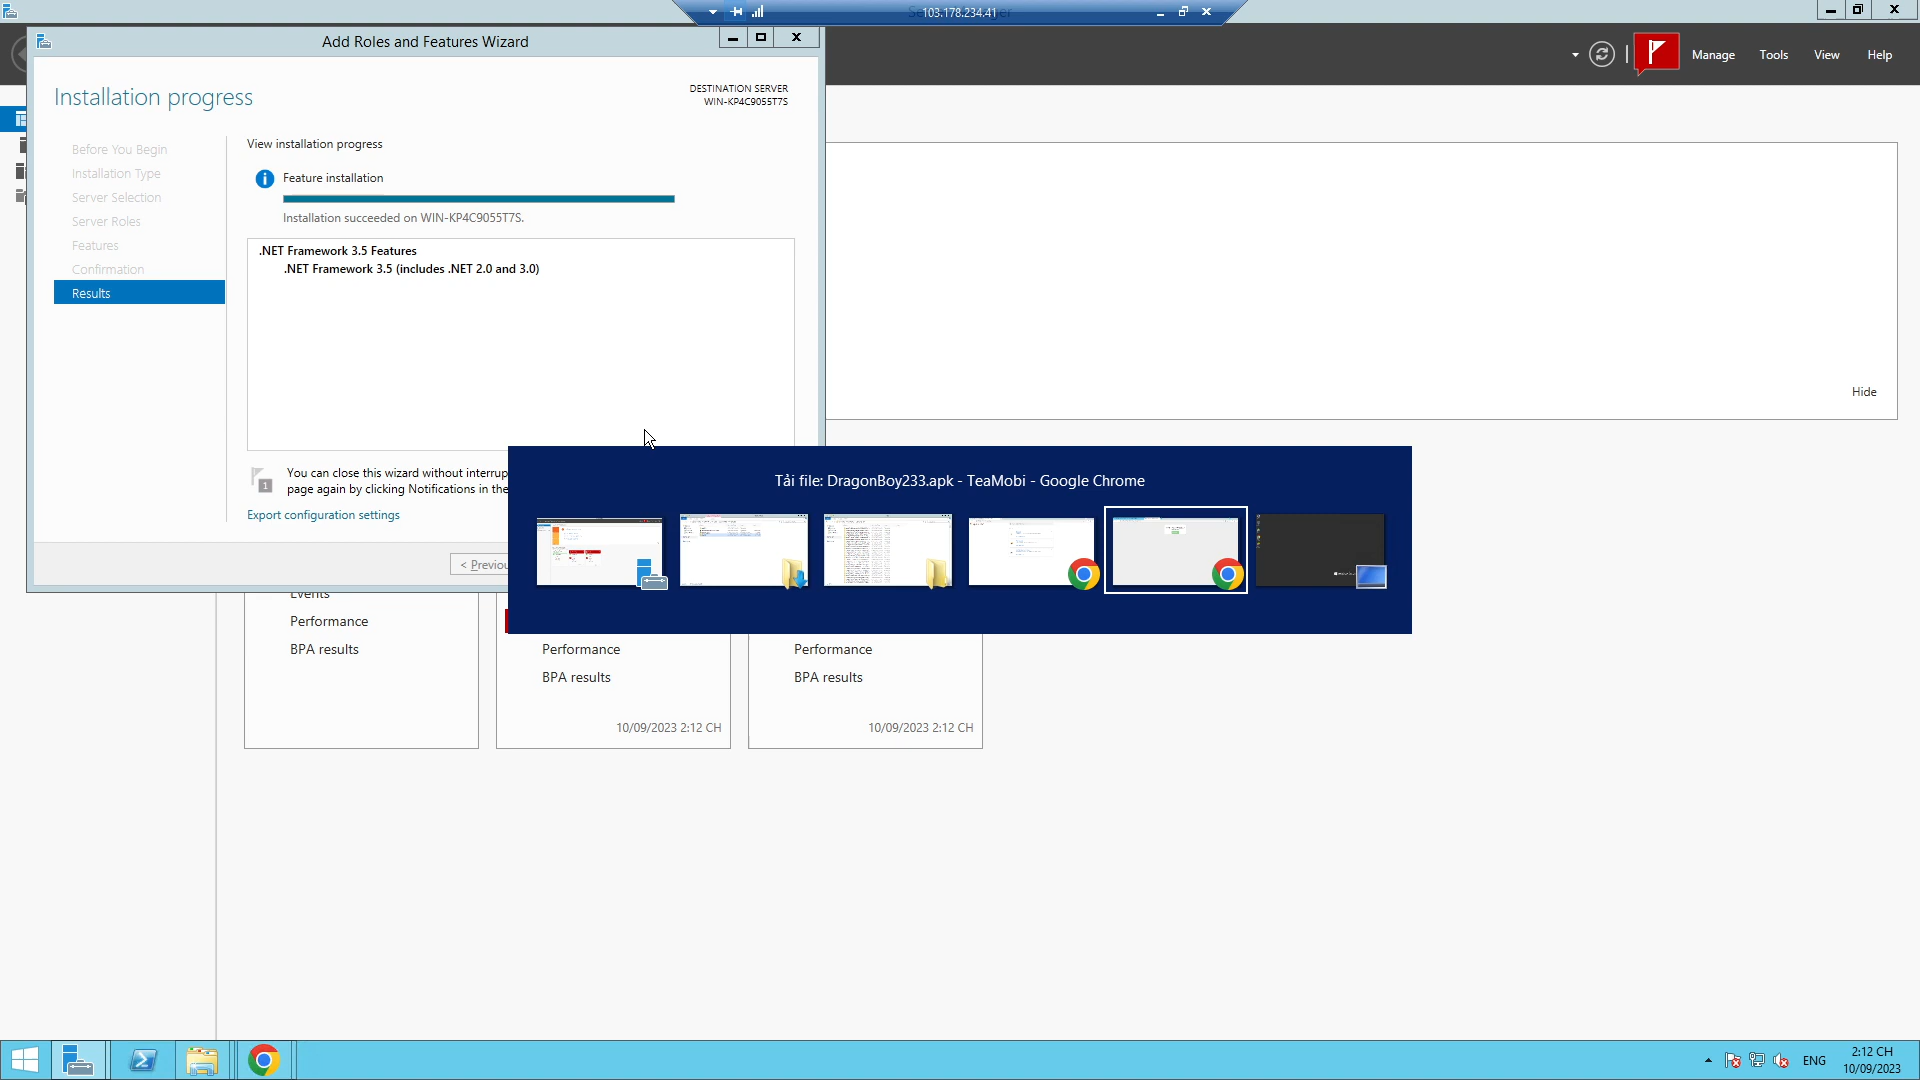 103.178.234.41
Add Roles and Features Wizard
Manage
Tools
View
Help
Installation progress
DESTINATION SERVER
WIN-KP4C9055T7S
Before You Begin
Installation Type
Server Selection
Server Roles
Features
Confirmation
Results
View installation progress
Feature installation
Installation succeeded on WIN-KP4C9055T7S.
.NET Framework 3.5 Features
.NET Framework 3.5 (includes .NET 2.0 and 3.0)
Hide
1
You can close this wizard without interrup
page again by clicking Notifications in the
Export configuration settings
< Previou
Tải file: DragonBoy233.apk - TeaMobi - Google Chrome
Events
Performance
BPA results
Performance
BPA results
10/09/2023 2:12 CH
Performance
BPA results
10/09/2023 2:12 CH
ENG
2:12 CH
10/09/2023